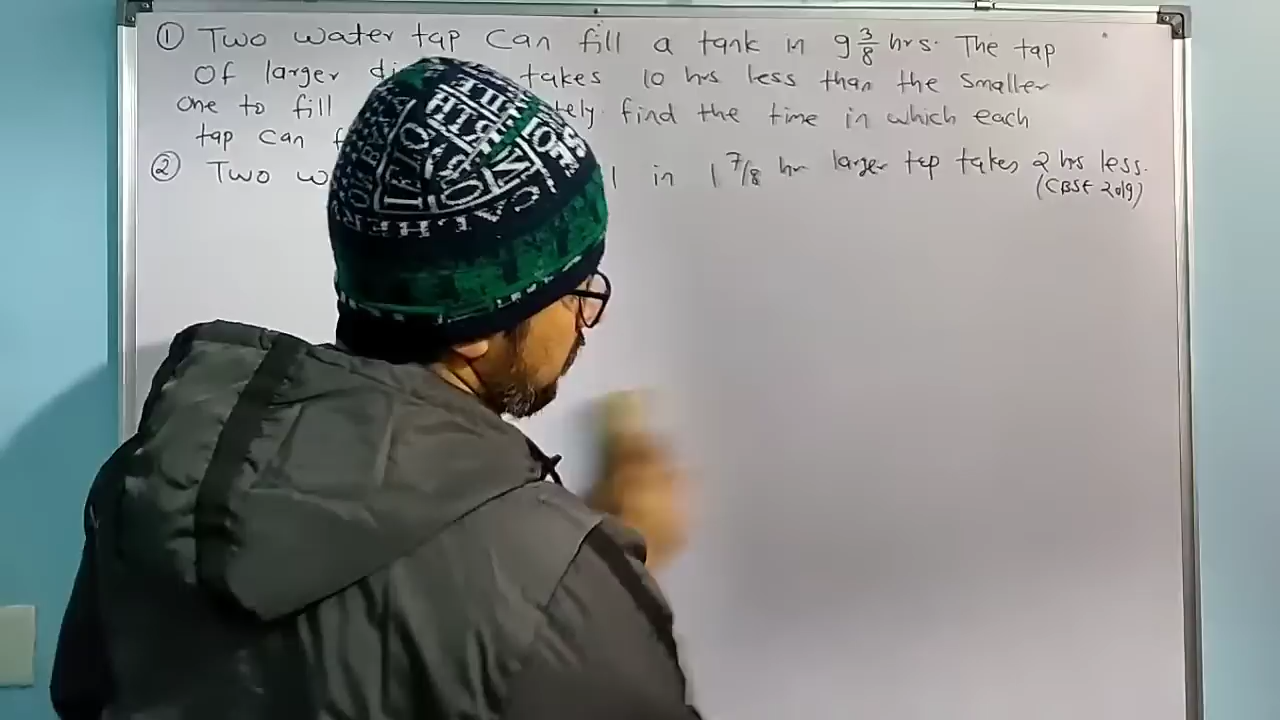 ① Two water tap can fill a tank in 9 3/8 hrs. The tap
Of larger di takes 10 hrs less than the smaller
One to fill tely find the time in which each
tap can f
② Two w l in 1 7/8 hr larger tap takes 2 hrs less.
(CBSE 2019)